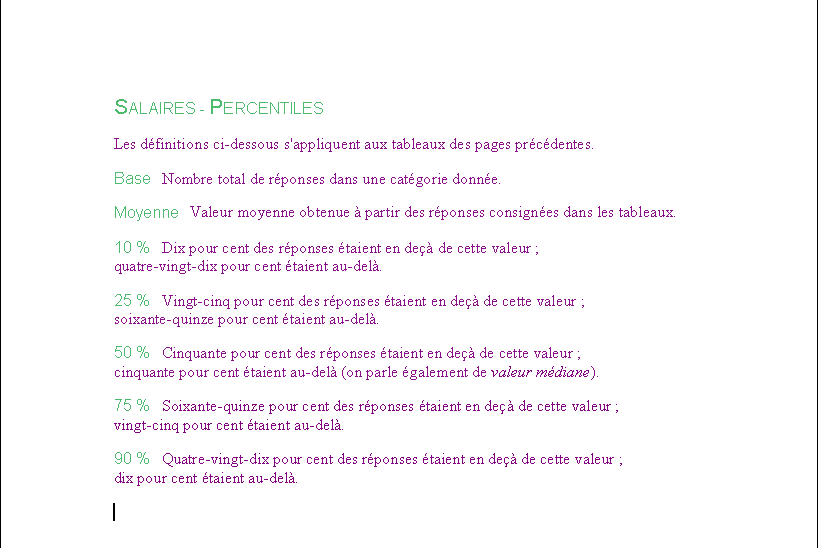 SALAIRES - PERCENTILES
Les définitions ci-dessous s'appliquent aux tableaux des pages précédentes.
Base Nombre total de réponses dans une catégorie donnée.
Moyenne Valeur moyenne obtenue à partir des réponses consignées dans les tableaux.
10 % Dix pour cent des réponses étaient en deçà de cette valeur ;
quatre-vingt-dix pour cent étaient au-delà.
25 % Vingt-cinq pour cent des réponses étaient en deçà de cette valeur ;
soixante-quinze pour cent étaient au-delà.
50 % Cinquante pour cent des réponses étaient en deçà de cette valeur ;
cinquante pour cent étaient au-delà (on parle également de valeur médiane).
75 % Soixante-quinze pour cent des réponses étaient en deçà de cette valeur ;
vingt-cinq pour cent étaient au-delà.
90 % Quatre-vingt-dix pour cent des réponses étaient en deçà de cette valeur ;
dix pour cent étaient au-delà.